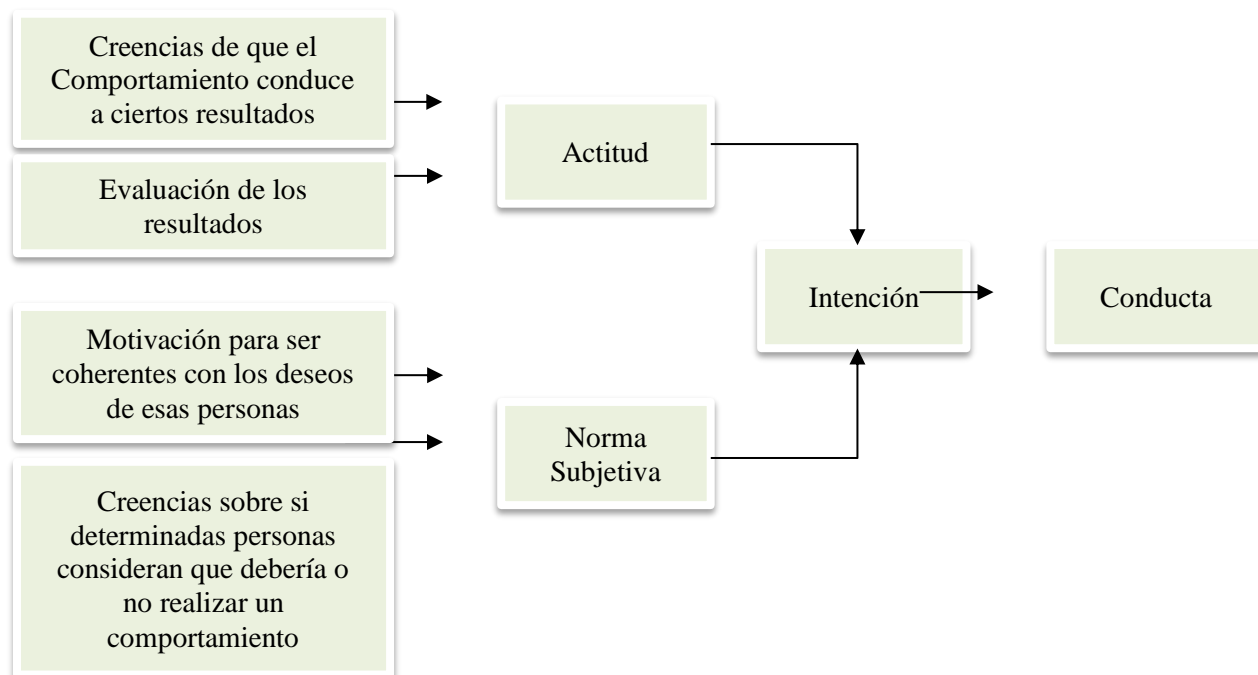 Creencias de que el
Comportamiento conduce
a ciertos resultados
Evaluación de los
resultados
Actitud
Intención
Conducta
Motivación para ser
coherentes con los deseos
de esas personas
Norma
Subjetiva
Creencias sobre si
determinadas personas
consideran que debería o
no realizar un
comportamiento